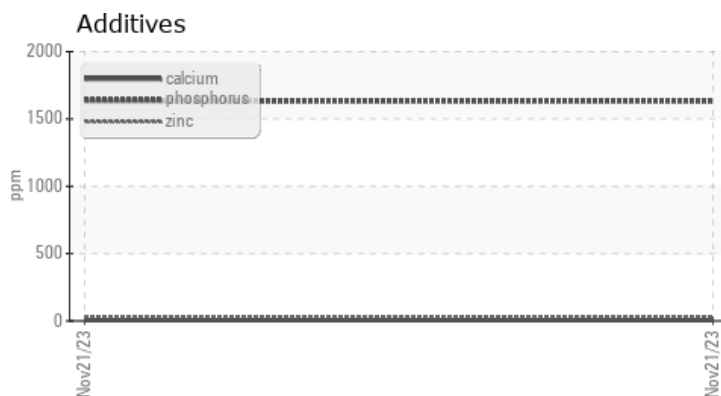 Additives
2000
calcium
phosphorus
1500
zinc
ppm
1000
500
0
Nov21/23
Nov21/23